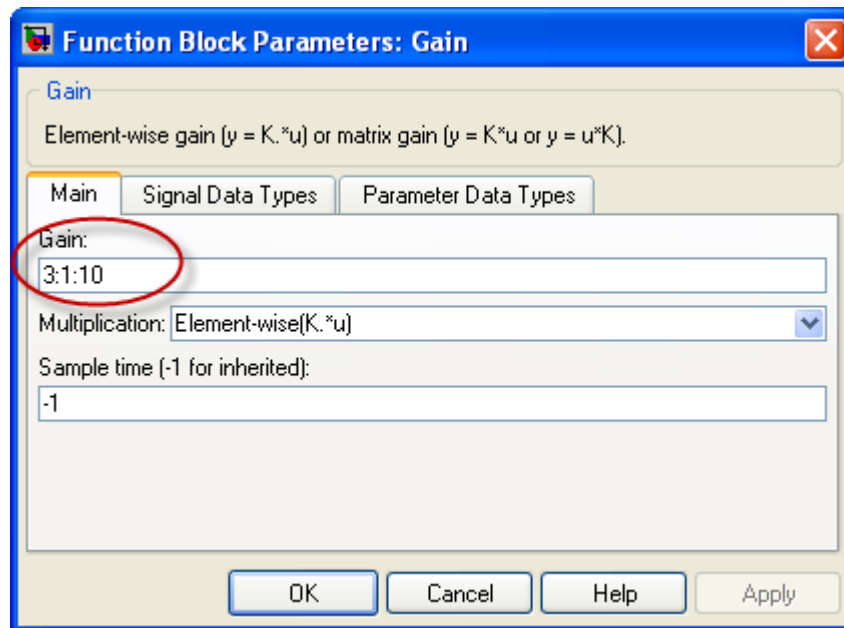 Function Block Parameters: Gain
Gain
Element-wise gain (y = K.*u) or matrix gain (y = K*u or y = u*K).
Main Signal Data Types Parameter Data Types
Gain:
3:1:10
Multiplication: Element-wise(K.*u)
Sample time (-1 for inherited):
-1
OK Cancel Help Apply